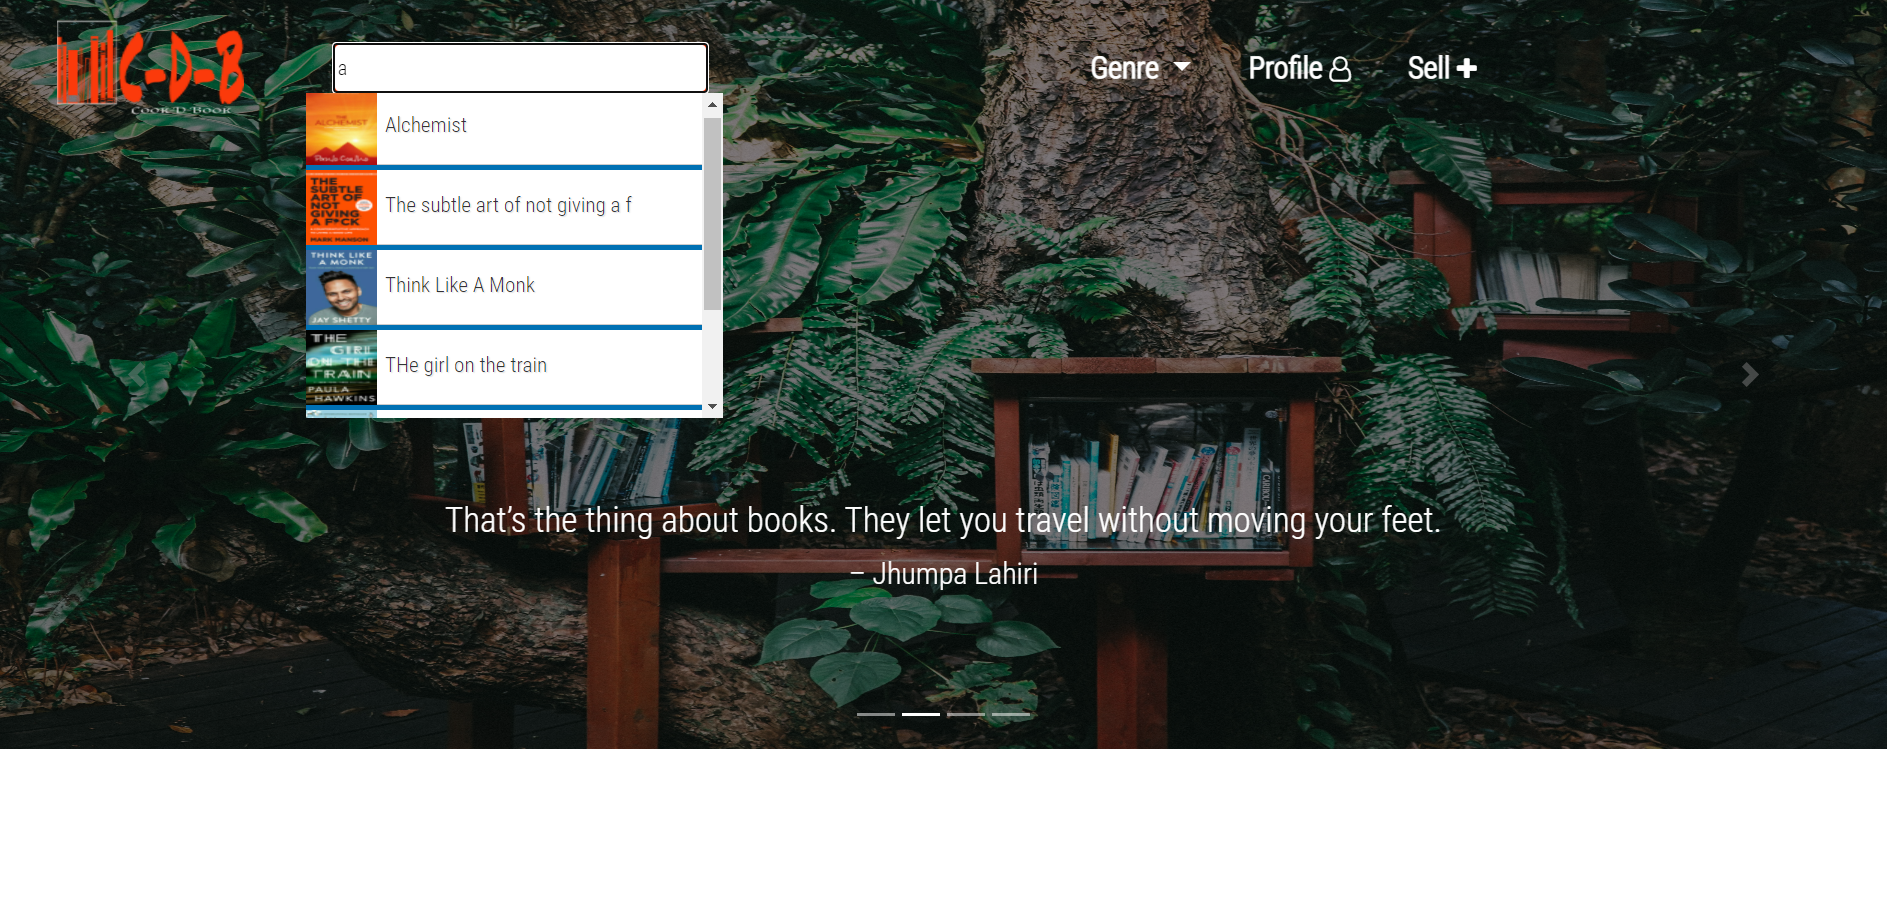 C-D-B
COOK-D-BOOK
a
Genre
Profile
Sell
THE
ALCHEMIST
Alchemist
THE
SUBTLE
ART OF
NOT
GIVING
A F*CK
MARK MANSON
The subtle art of not giving a f
THINK LIKE
A MONK
JAY SHETTY
Think Like A Monk
THE
GIRL
ON THE
TRAIN
PAULA
HAWKINS
THe girl on the train
That’s the thing about books. They let you travel without moving your feet.
– Jhumpa Lahiri